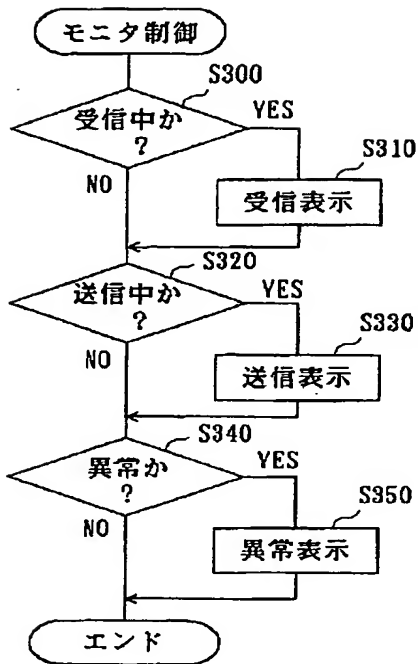 モニタ制御
S300
受信中か
?
YES
S310
受信表示
NO
S320
送信中か
?
YES
S330
送信表示
NO
S340
異常か
?
YES
S350
異常表示
NO
エンド